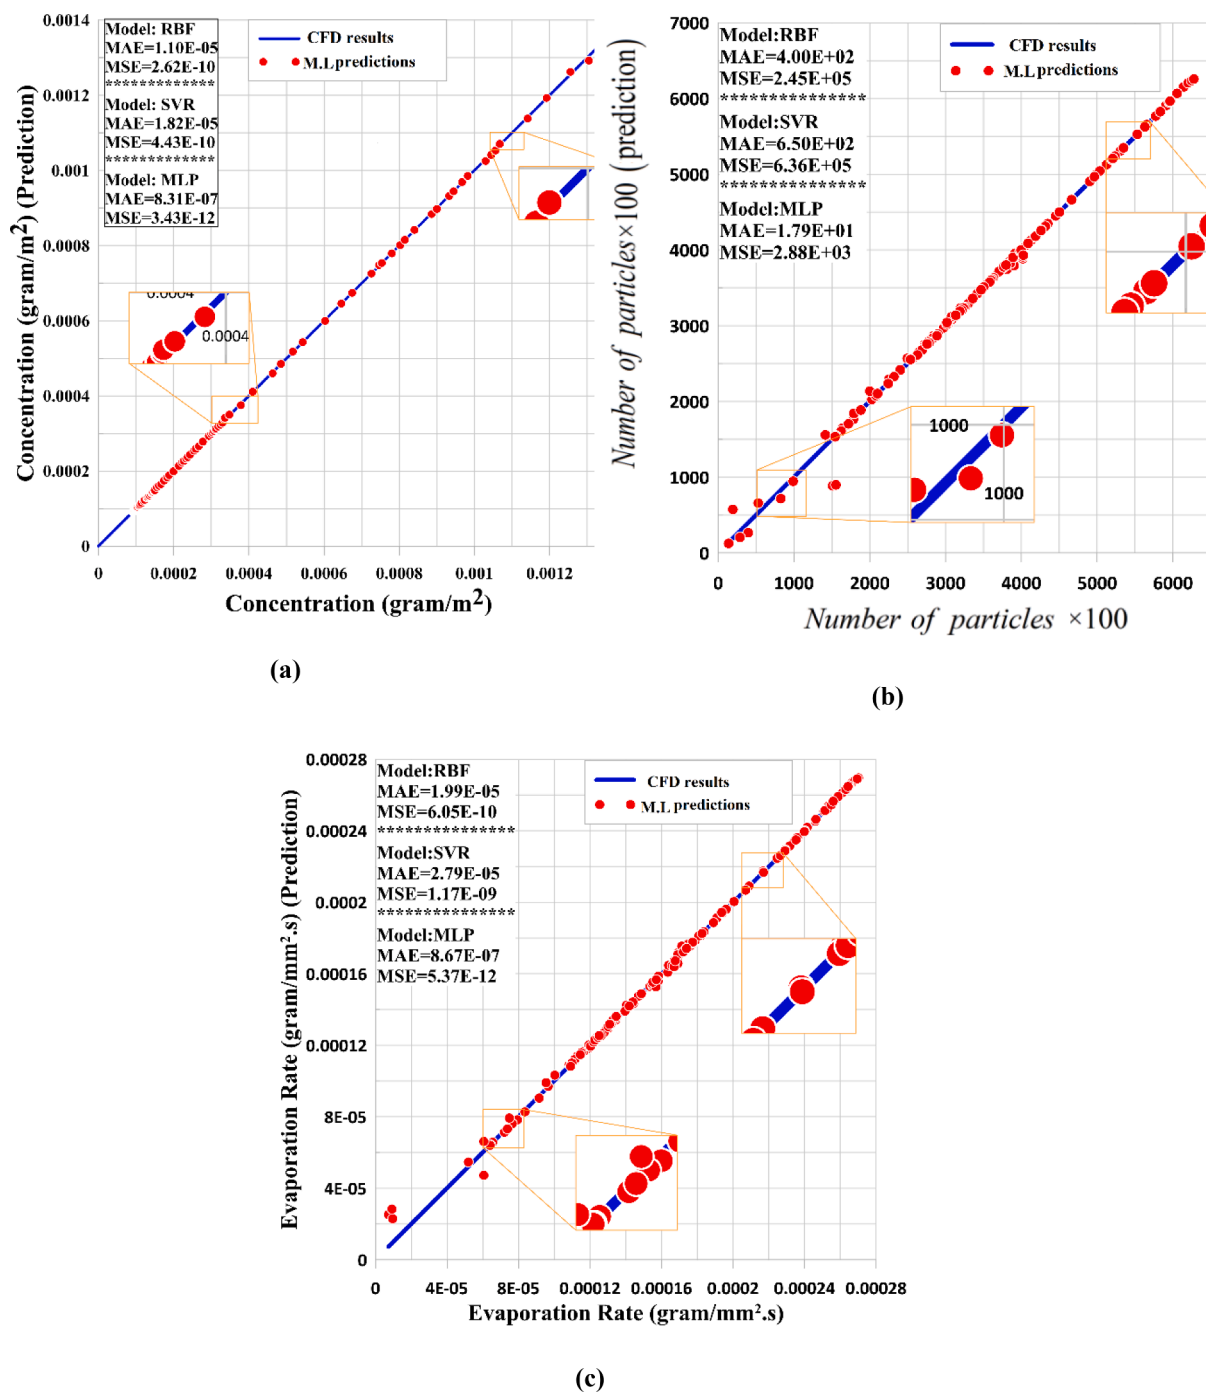 0.0014
0.0012
0.001
0.0008
0.0006
0.0004
0.0002
0
Concentration (gram/m²) (Prediction)
Model: RBF
MAE=1.10E-05
MSE=2.62E-10
*************
Model: SVR
MAE=1.82E-05
MSE=4.43E-10
*************
Model: MLP
MAE=8.31E-07
MSE=3.43E-12
CFD results
M.L predictions
0.0004
0.0004
0 0.0002 0.0004 0.0006 0.0008 0.001 0.0012
Concentration (gram/m²)
(a)
7000
6000
5000
4000
3000
2000
1000
0
Number of particles×100 (prediction)
Model:RBF
MAE=4.00E+02
MSE=2.45E+05
***************
Model:SVR
MAE=6.50E+02
MSE=6.36E+05
***************
Model:MLP
MAE=1.79E+01
MSE=2.88E+03
CFD results
M.L predictions
1000
1000
0 1000 2000 3000 4000 5000 6000
Number of particles ×100
(b)
0.00028
0.00024
0.0002
0.00016
0.00012
8E-05
4E-05
0
Evaporation Rate (gram/mm².s) (Prediction)
Model:RBF
MAE=1.99E-05
MSE=6.05E-10
***************
Model:SVR
MAE=2.79E-05
MSE=1.17E-09
***************
Model:MLP
MAE=8.67E-07
MSE=5.37E-12
CFD results
M.L predictions
0 4E-05 8E-05 0.00012 0.00016 0.0002 0.00024 0.00028
Evaporation Rate (gram/mm².s)
(c)